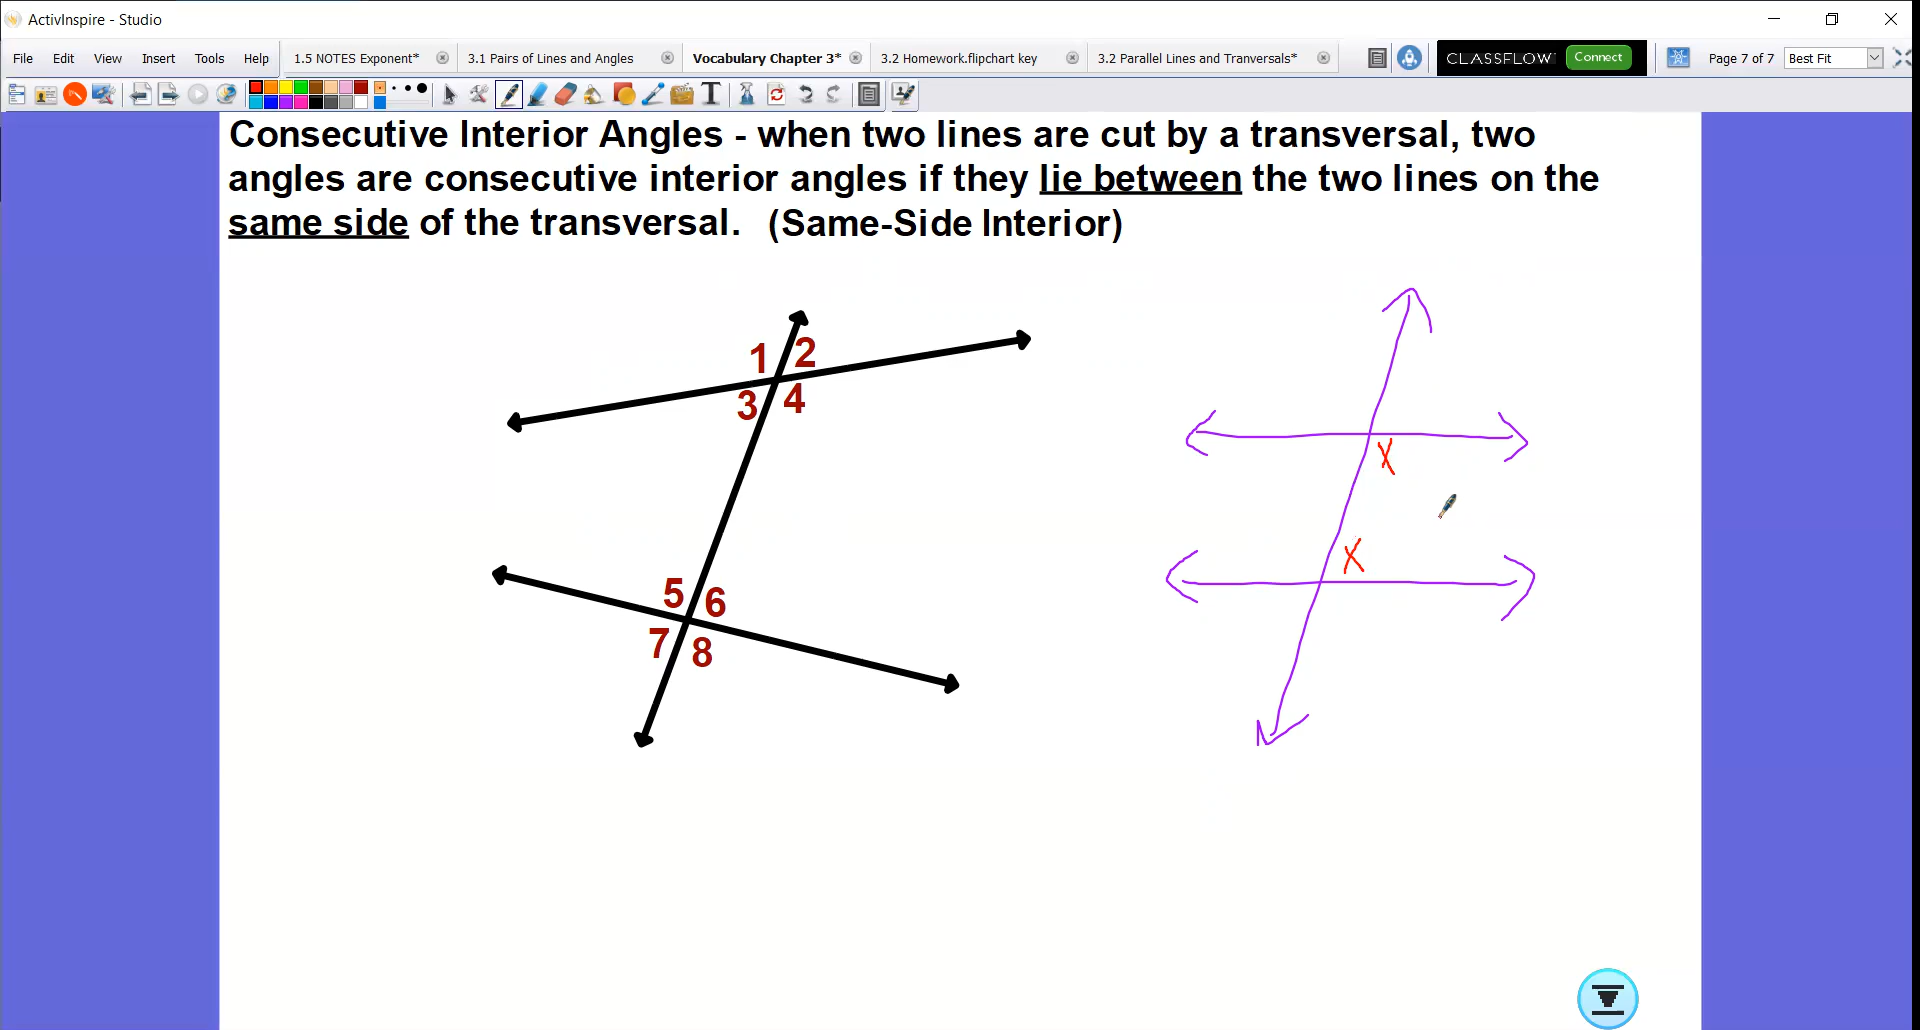 ActivInspire - Studio
File Edit View Insert Tools Help 1.5 NOTES Exponent* 3.1 Pairs of Lines and Angles Vocabulary Chapter 3* 3.2 Homework.flipchart key 3.2 Parallel Lines and Tranversals* CLASSFLOW Connect Page 7 of 7 Best Fit
T
Consecutive Interior Angles - when two lines are cut by a transversal, two
angles are consecutive interior angles if they lie between the two lines on the
same side of the transversal. (Same-Side Interior)
1 2
3 4
X
X
5 6
7 8